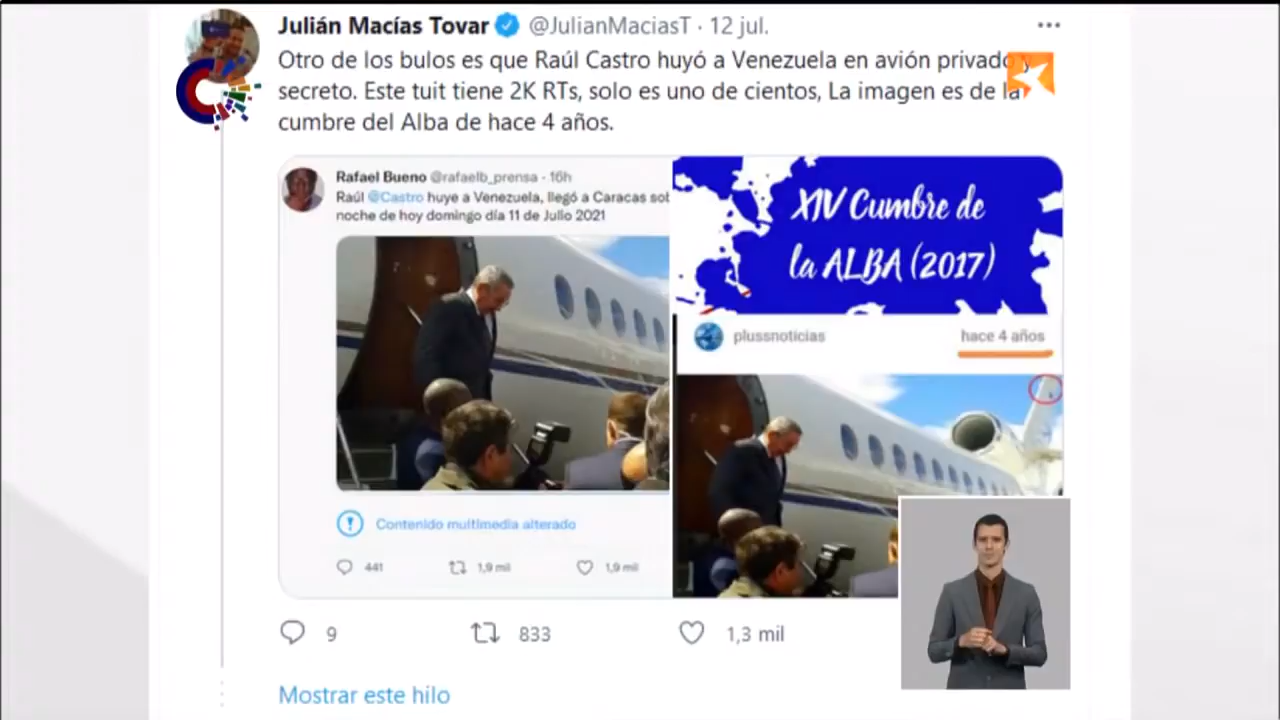 Julián Macías Tovar @JulianMaciasT · 12 jul.
Otro de los bulos es que Raúl Castro huyó a Venezuela en avión privado y
secreto. Este tuit tiene 2K RTs, solo es uno de cientos, La imagen es de la
cumbre del Alba de hace 4 años.
Rafael Bueno @rafaelb_prensa · 16h
Raúl @Castro huye a Venezuela, llegó a Caracas sob
noche de hoy domingo día 11 de Julio 2021
Contenido multimedia alterado
441 1,9 mil 1,9 mil
XIV Cumbre de
la ALBA (2017)
plussnoticias hace 4 años
9 833 1,3 mil
Mostrar este hilo